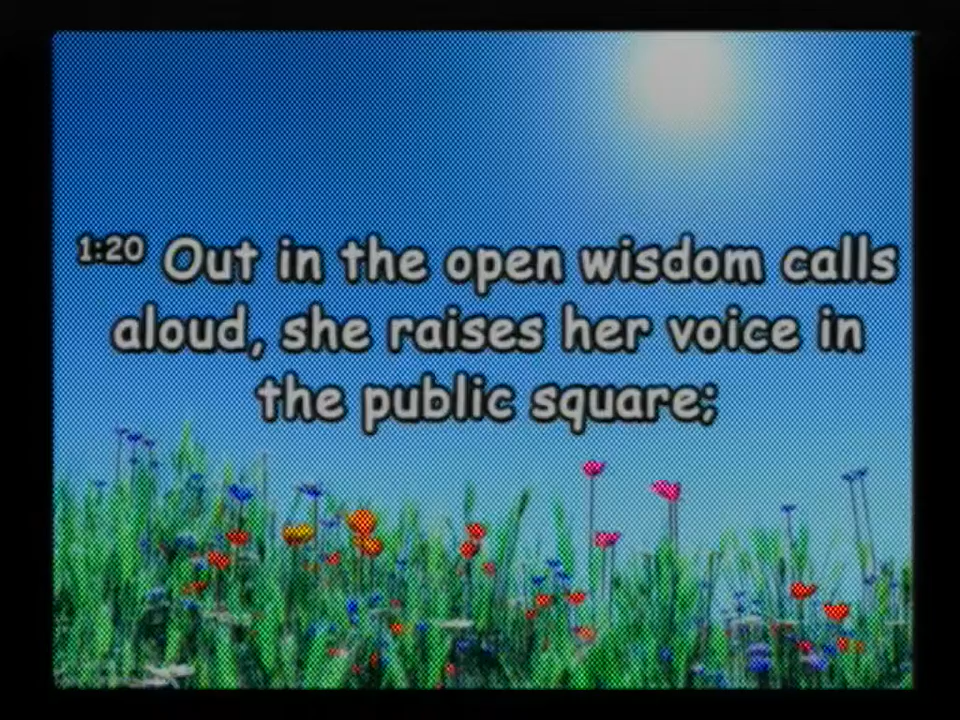 1:20 Out in the open wisdom calls
aloud, she raises her voice in
the public square;